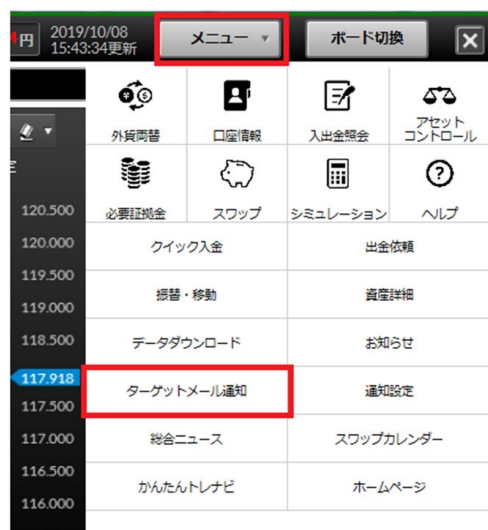 円
2019/10/08
15:43:34更新
メニュー ▼
ボード切換
外貨両替
口座情報
入出金照会
アセット
コントロール
必要証拠金
スワップ
シミュレーション
ヘルプ
クイック入金
出金依頼
振替・移動
資産詳細
データダウンロード
お知らせ
ターゲットメール通知
通知設定
総合ニュース
スワップカレンダー
かんたんトレナビ
ホームページ
120.500
120.000
119.500
119.000
118.500
117.918
117.500
117.000
116.500
116.000